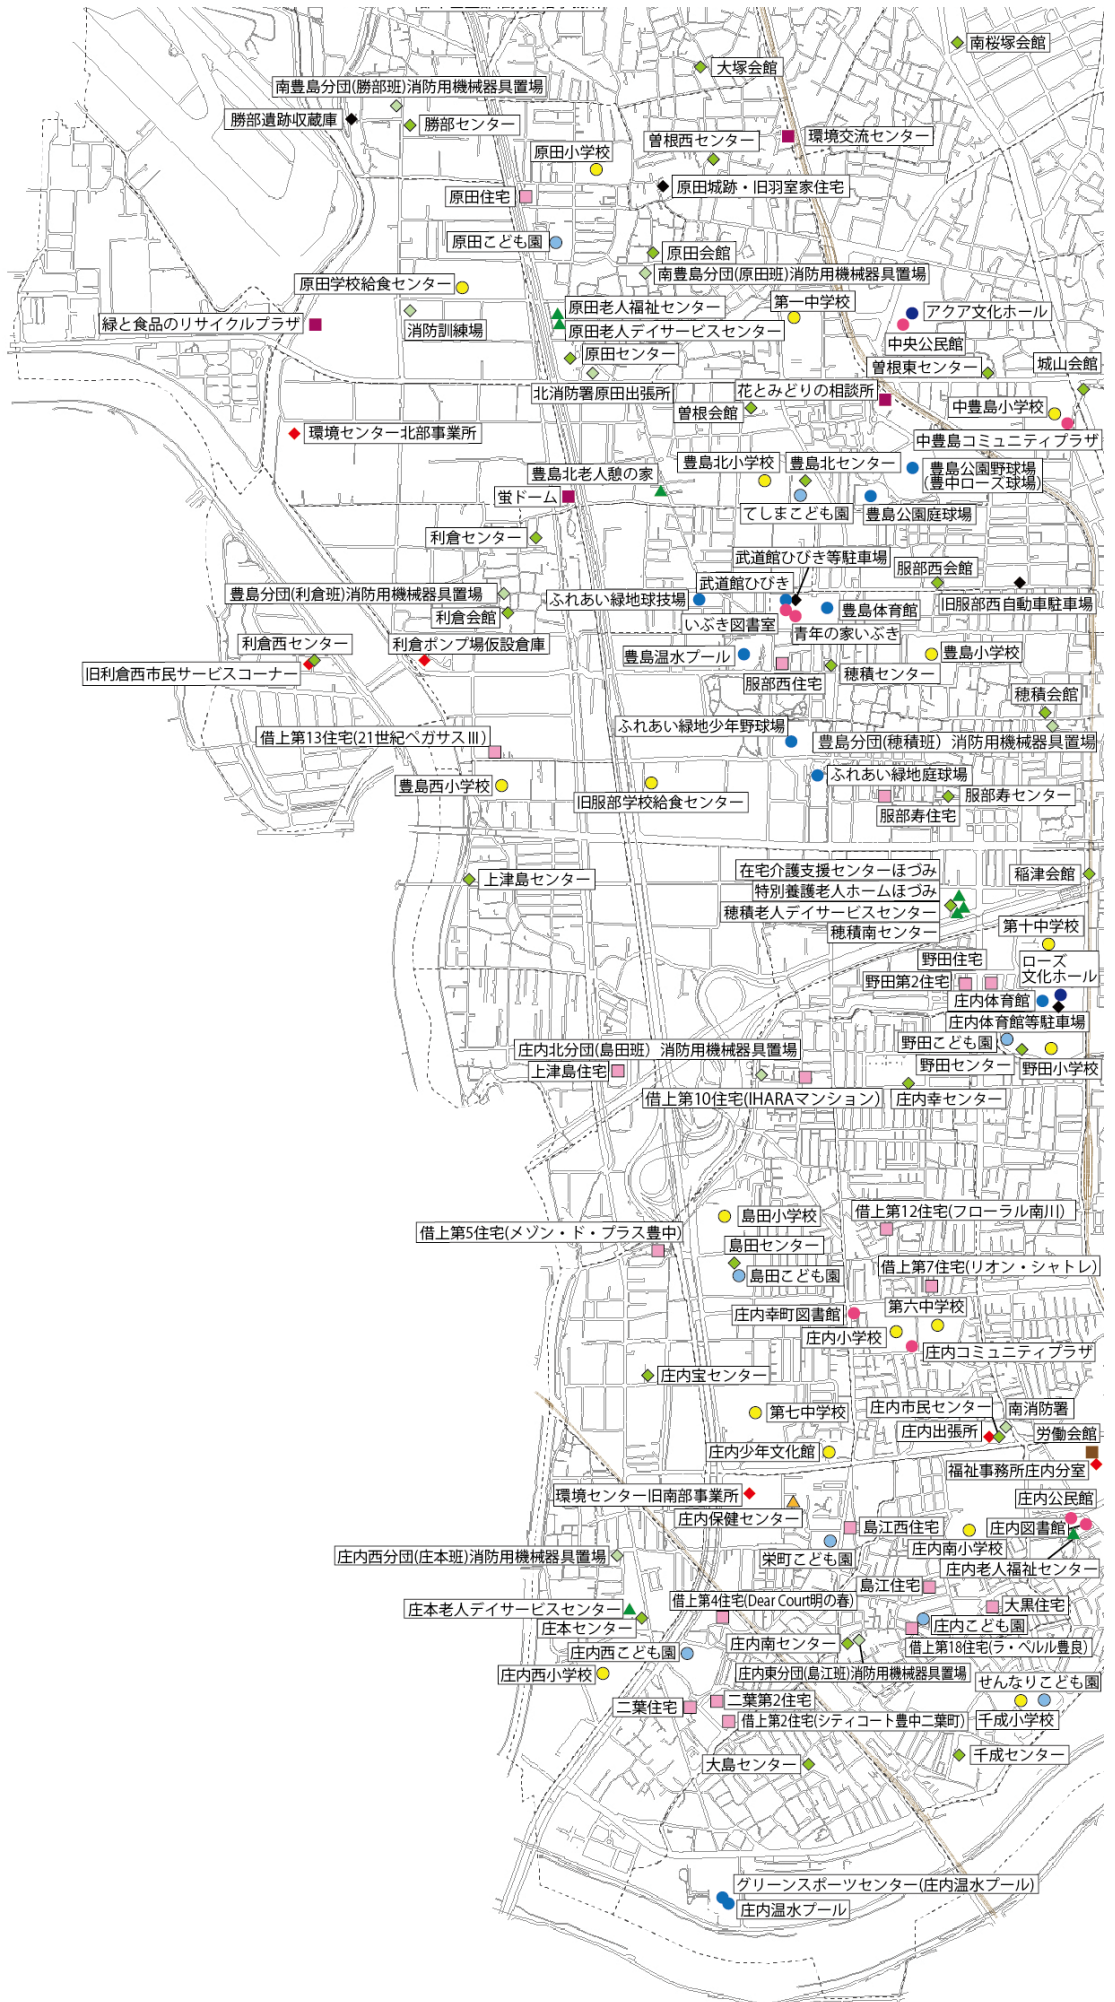 南桜塚会館
大塚会館
南豊島分団(勝部班)消防用機械器具置場
勝部遺跡収蔵庫
勝部センター
環境交流センター
曽根西センター
原田小学校
原田城跡・旧羽室家住宅
原田住宅
原田こども園
原田会館
南豊島分団(原田班)消防用機械器具置場
原田学校給食センター
原田老人福祉センター
第一中学校
アクア文化ホール
緑と食品のリサイクルプラザ
消防訓練場
原田老人デイサービスセンター
中央公民館
原田センター
曽根東センター
城山会館
北消防署原田出張所
花とみどりの相談所
曽根会館
中豊島小学校
環境センター北部事業所
中豊島コミュニティプラザ
豊島北小学校
豊島北センター
豊島公園野球場
(豊中ローズ球場)
豊島北老人憩の家
蛍ドーム
てしまこども園
豊島公園庭球場
利倉センター
武道館ひびき等駐車場
服部西会館
武道館ひびき
豊島分団(利倉班)消防用機械器具置場
ふれあい緑地球技場
豊島体育館
旧服部西自動車駐車場
利倉会館
いぶき図書室
青年の家いぶき
利倉西センター
利倉ポンプ場仮設倉庫
豊島温水プール
豊島小学校
旧利倉西市民サービスコーナー
服部西住宅
穂積センター
穂積会館
ふれあい緑地少年野球場
借上第13住宅(21世紀ペガサスⅢ)
豊島分団(穂積班）消防用機械器具置場
ふれあい緑地庭球場
豊島西小学校
旧服部学校給食センター
服部寿センター
服部寿住宅
在宅介護支援センターほづみ
稲津会館
上津島センター
特別養護老人ホームほづみ
穂積老人デイサービスセンター
穂積南センター
第十中学校
野田住宅
ローズ
文化ホール
野田第2住宅
庄内体育館
庄内体育館等駐車場
野田こども園
庄内北分団(島田班）消防用機械器具置場
野田センター
野田小学校
上津島住宅
借上第10住宅(IHARAマンション)
庄内幸センター
島田小学校
借上第12住宅(フローラル南川)
借上第5住宅(メゾン・ド・プラス豊中)
島田センター
島田こども園
借上第7住宅(リオン・シャトレ)
第六中学校
庄内幸町図書館
庄内小学校
庄内コミュニティプラザ
庄内宝センター
第七中学校
庄内市民センター
南消防署
庄内出張所
労働会館
庄内少年文化館
福祉事務所庄内分室
環境センター旧南部事業所
庄内公民館
庄内保健センター
島江西住宅
庄内図書館
庄内南小学校
庄内西分団(庄本班)消防用機械器具置場
栄町こども園
庄内老人福祉センター
島江住宅
借上第4住宅(Dear Court明の春)
大黒住宅
庄本老人デイサービスセンター
庄本センター
庄内こども園
庄内南センター
借上第18住宅(ラ・ペルル豊良)
庄内西こども園
庄内西小学校
庄内東分団(島江班)消防用機械器具置場
せんなりこども園
二葉住宅
二葉第2住宅
借上第2住宅(シティコート豊中二葉町)
千成小学校
大島センター
千成センター
グリーンスポーツセンター(庄内温水プール)
庄内温水プール